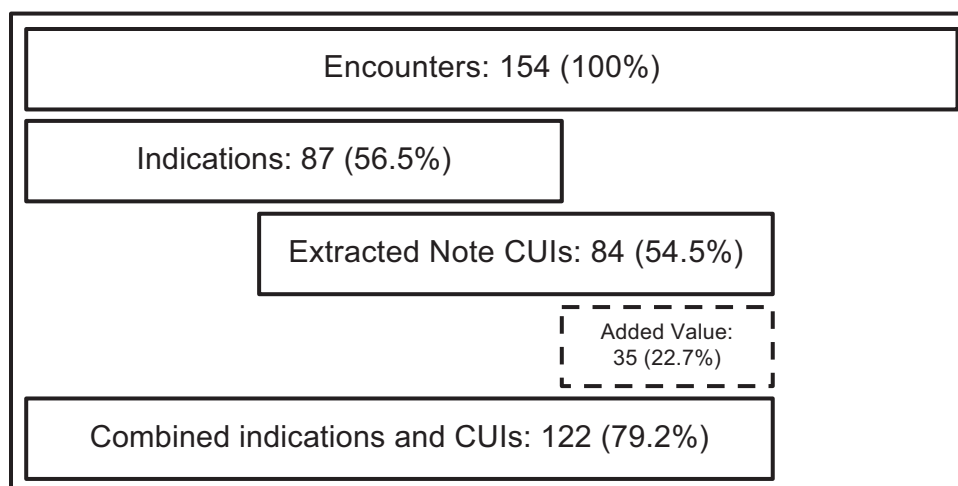 Encounters: 154 (100%)
Indications: 87 (56.5%)
Extracted Note CUIs: 84 (54.5%)
Added Value:
35 (22.7%)
Combined indications and CUIs: 122 (79.2%)